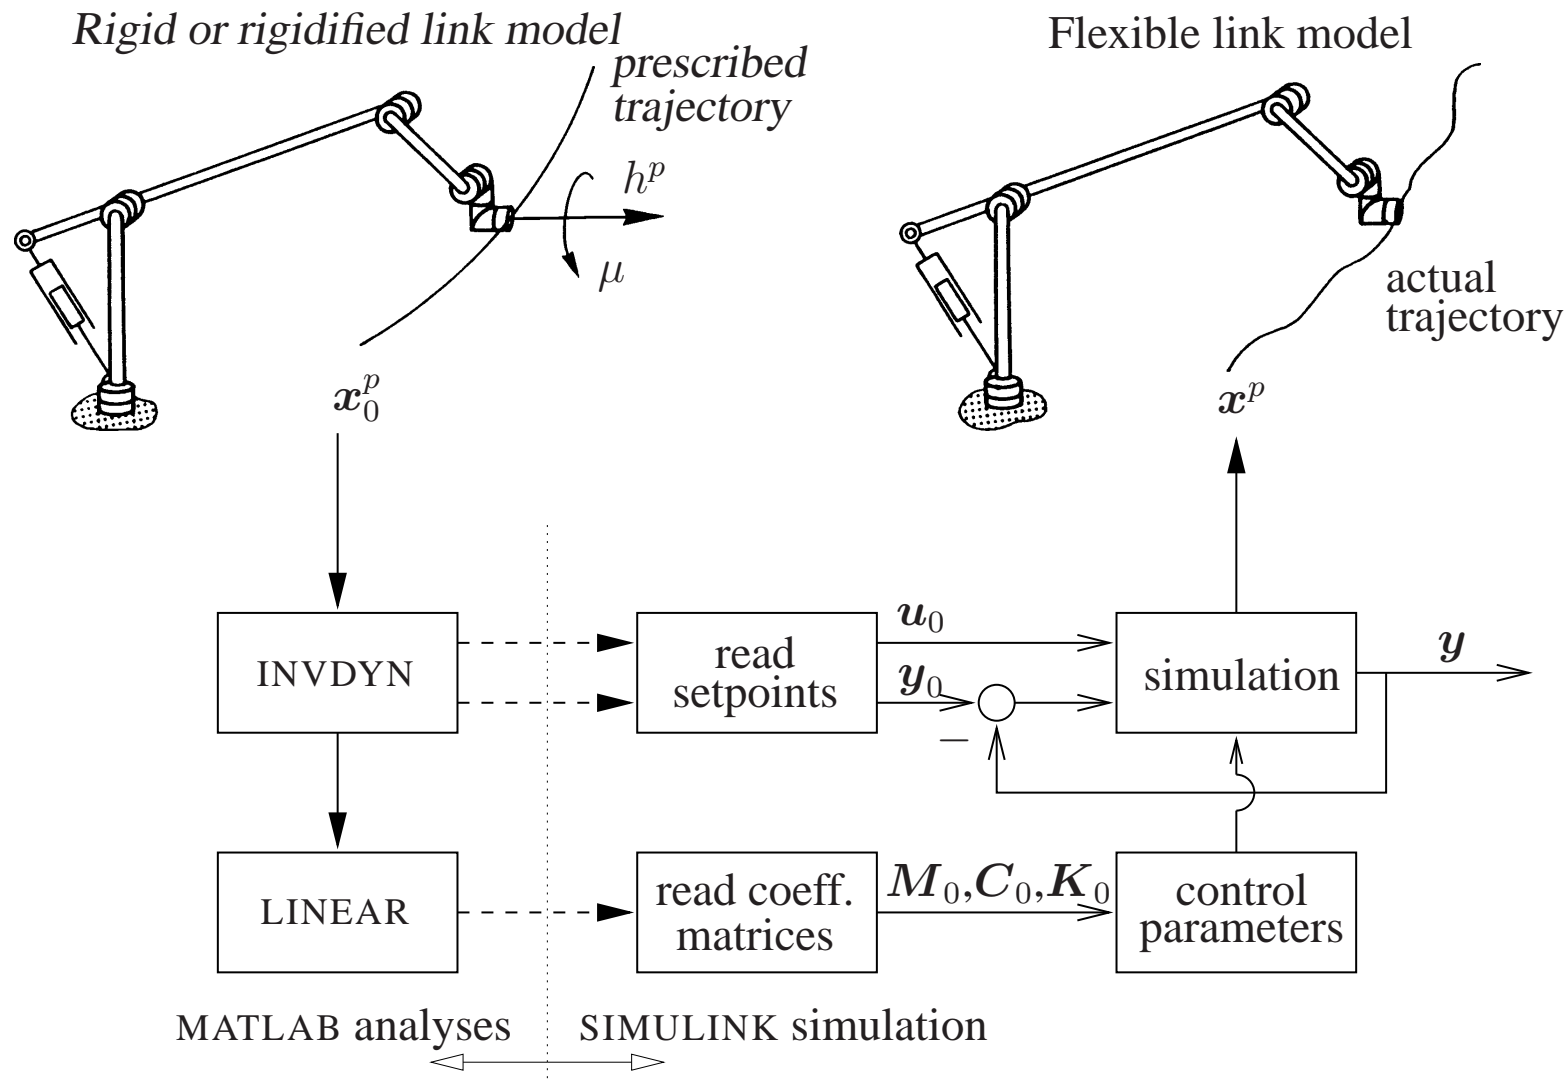 Rigid or rigidified link model
prescribed
trajectory
h^p
μ
x_0^p
Flexible link model
actual
trajectory
x^p
INVDYN
read
setpoints
u_0
y_0
−
simulation
y
LINEAR
read coeff.
matrices
M_0,C_0,K_0
control
parameters
MATLAB analyses
SIMULINK simulation